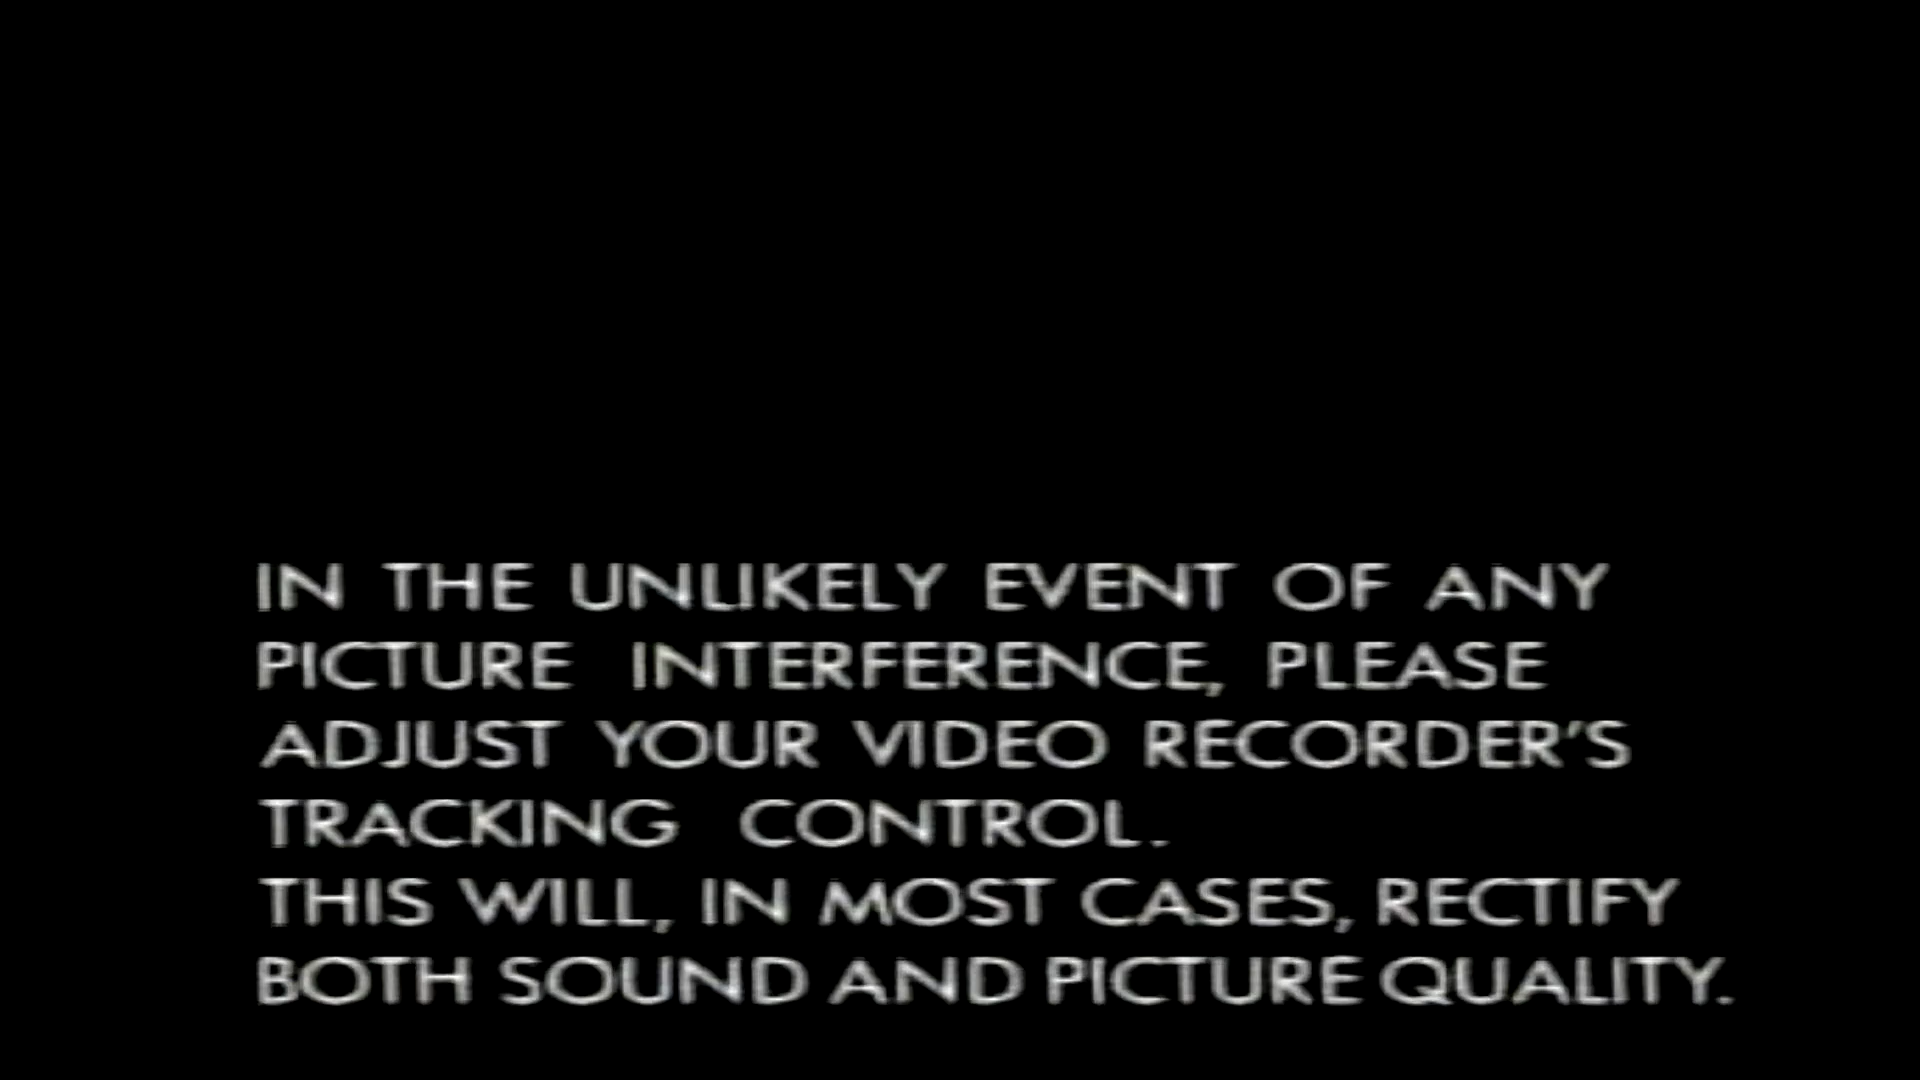 IN THE UNLIKELY EVENT OF ANY
PICTURE INTERFERENCE, PLEASE
ADJUST YOUR VIDEO RECORDER'S
TRACKING CONTROL.
THIS WILL, IN MOST CASES, RECTIFY
BOTH SOUND AND PICTURE QUALITY.